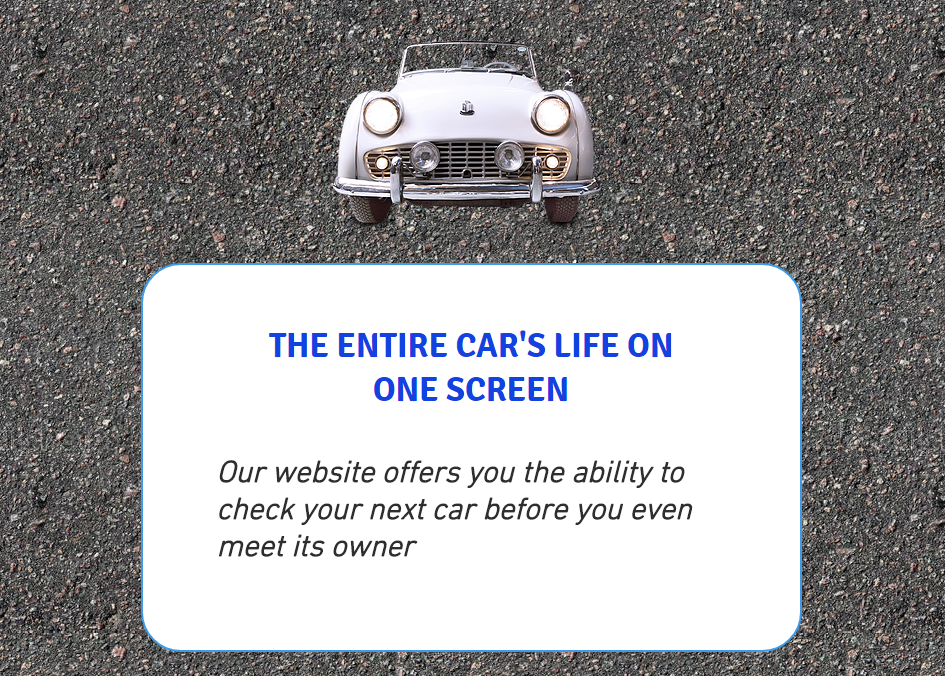 THE ENTIRE CAR'S LIFE ON
ONE SCREEN
Our website offers you the ability to
check your next car before you even
meet its owner